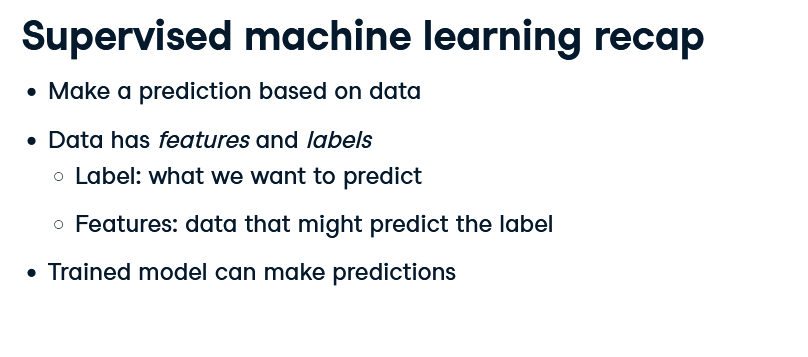 Supervised machine learning recap
• Make a prediction based on data
• Data has features and labels
○ Label: what we want to predict
○ Features: data that might predict the label
• Trained model can make predictions